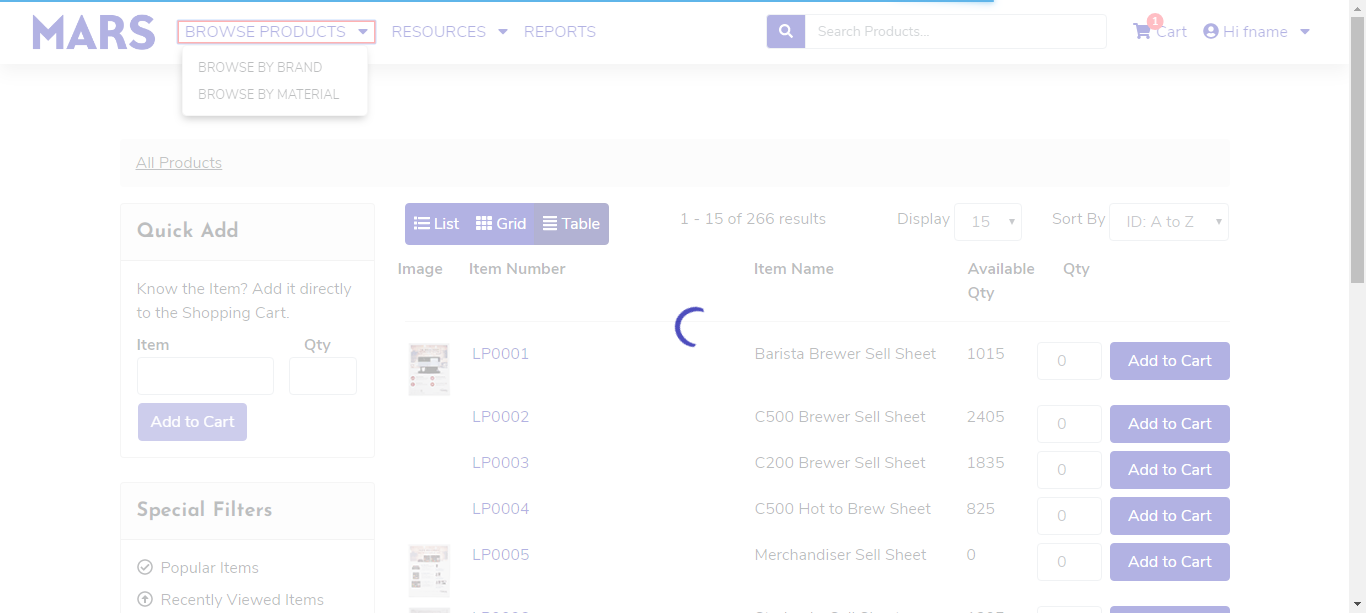 MARS
BROWSE PRODUCTS
RESOURCES
REPORTS
Search Products...
1
Cart
Hi fname
BROWSE BY BRAND
BROWSE BY MATERIAL
All Products
Quick Add
Know the Item? Add it directly
to the Shopping Cart.
Item Qty
Add to Cart
Special Filters
Popular Items
Recently Viewed Items
List Grid Table
1 - 15 of 266 results
Display 15
Sort By ID: A to Z
Image Item Number Item Name Available Qty
Qty
LP0001 Barista Brewer Sell Sheet 1015 0 Add to Cart
LP0002 C500 Brewer Sell Sheet 2405 0 Add to Cart
LP0003 C200 Brewer Sell Sheet 1835 0 Add to Cart
LP0004 C500 Hot to Brew Sheet 825 0 Add to Cart
LP0005 Merchandiser Sell Sheet 0 0 Add to Cart